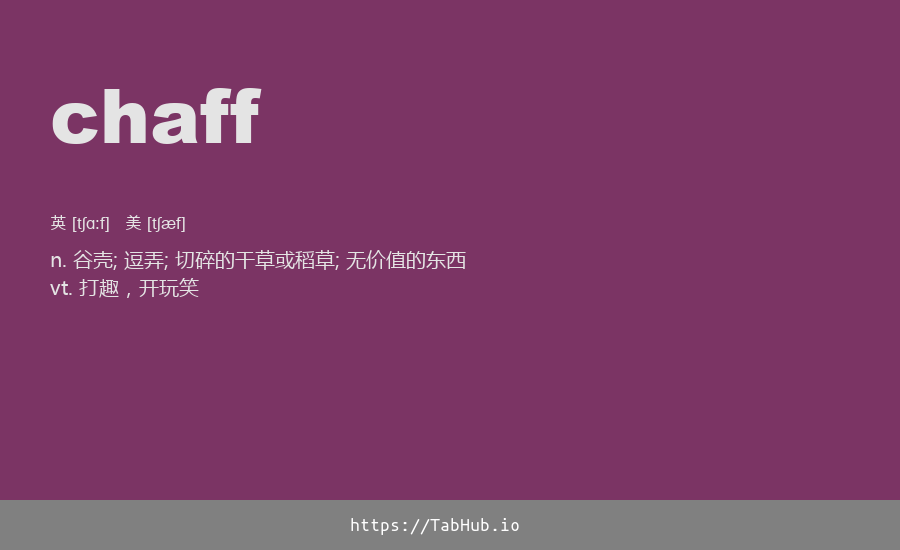 chaff
英 [tʃɑːf] 美 [tʃæf]
n. 谷壳; 逗弄; 切碎的干草或稻草; 无价值的东西
vt. 打趣，开玩笑
https://TabHub.io